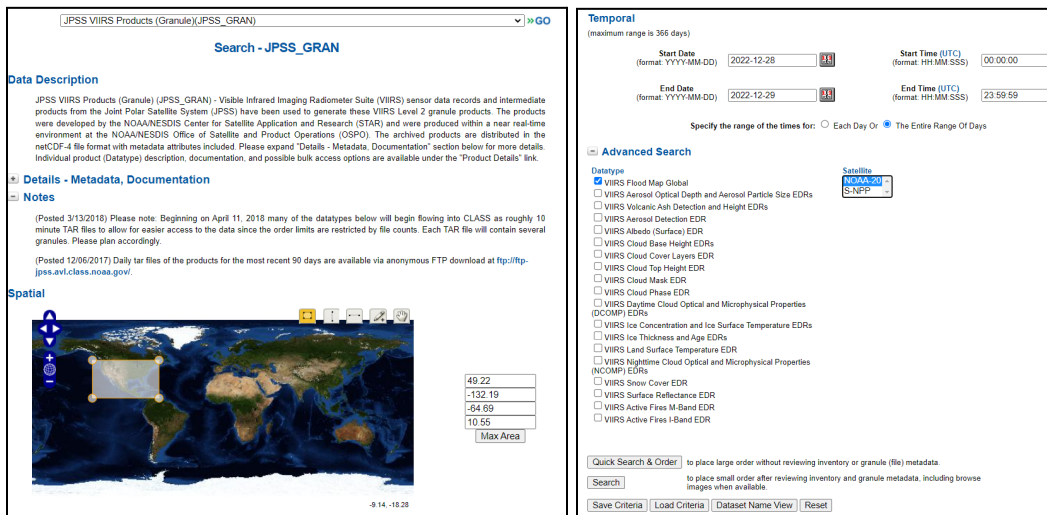 JPSS VIIRS Products (Granule)(JPSS_GRAN)
»GO
Search - JPSS_GRAN
Data Description
JPSS VIIRS Products (Granule) (JPSS_GRAN) - Visible Infrared Imaging Radiometer Suite (VIIRS) sensor data records and intermediate
products from the Joint Polar Satellite System (JPSS) have been used to generate these VIIRS Level 2 granule products. The products
were developed by the NOAA/NESDIS Center for Satellite Application and Research (STAR) and were produced within a near real-time
environment at the NOAA/NESDIS Office of Satellite and Product Operations (OSPO). The archived products are distributed in the
netCDF-4 file format with metadata attributes included. Please expand "Details - Metadata, Documentation" section below for more details.
Individual product (Datatype) description, documentation, and possible bulk access options are available under the "Product Details" link.
Details - Metadata, Documentation
Notes
(Posted 3/13/2018) Please note: Beginning on April 11, 2018 many of the datatypes below will begin flowing into CLASS as roughly 10
minute TAR files to allow for easier access to the data since the order limits are restricted by file counts. Each TAR file will contain several
granules. Please plan accordingly.
(Posted 12/06/2017) Daily tar files of the products for the most recent 90 days are available via anonymous FTP download at ftp://ftp-
jpss.avl.class.noaa.gov/.
Spatial
49.22
-132.19
-64.69
10.55
Max Area
-9.14, -18.28
Temporal
(maximum range is 366 days)
Start Date
(format: YYYY-MM-DD)
2022-12-28
Start Time (UTC)
(format: HH:MM:SSS)
00:00:00
End Date
(format: YYYY-MM-DD)
2022-12-29
End Time (UTC)
(format: HH:MM:SSS)
23:59:59
Specify the range of the times for: Each Day Or The Entire Range Of Days
Advanced Search
Datatype
VIIRS Flood Map Global
VIIRS Aerosol Optical Depth and Aerosol Particle Size EDRs
VIIRS Volcanic Ash Detection and Height EDRs
VIIRS Aerosol Detection EDR
VIIRS Albedo (Surface) EDR
VIIRS Cloud Base Height EDRs
VIIRS Cloud Cover Layers EDR
VIIRS Cloud Top Height EDR
VIIRS Cloud Mask EDR
VIIRS Cloud Phase EDR
VIIRS Daytime Cloud Optical and Microphysical Properties
(DCOMP) EDRs
VIIRS Ice Concentration and Ice Surface Temperature EDRs
VIIRS Ice Thickness and Age EDRs
VIIRS Land Surface Temperature EDR
VIIRS Nighttime Cloud Optical and Microphysical Properties
(NCOMP) EDRs
VIIRS Snow Cover EDR
VIIRS Surface Reflectance EDR
VIIRS Active Fires M-Band EDR
VIIRS Active Fires I-Band EDR
Satellite
NOAA-20
S-NPP
Quick Search & Order to place large order without reviewing inventory or granule (file) metadata.
Search to place small order after reviewing inventory and granule metadata, including browse
images when available.
Save Criteria Load Criteria Dataset Name View Reset